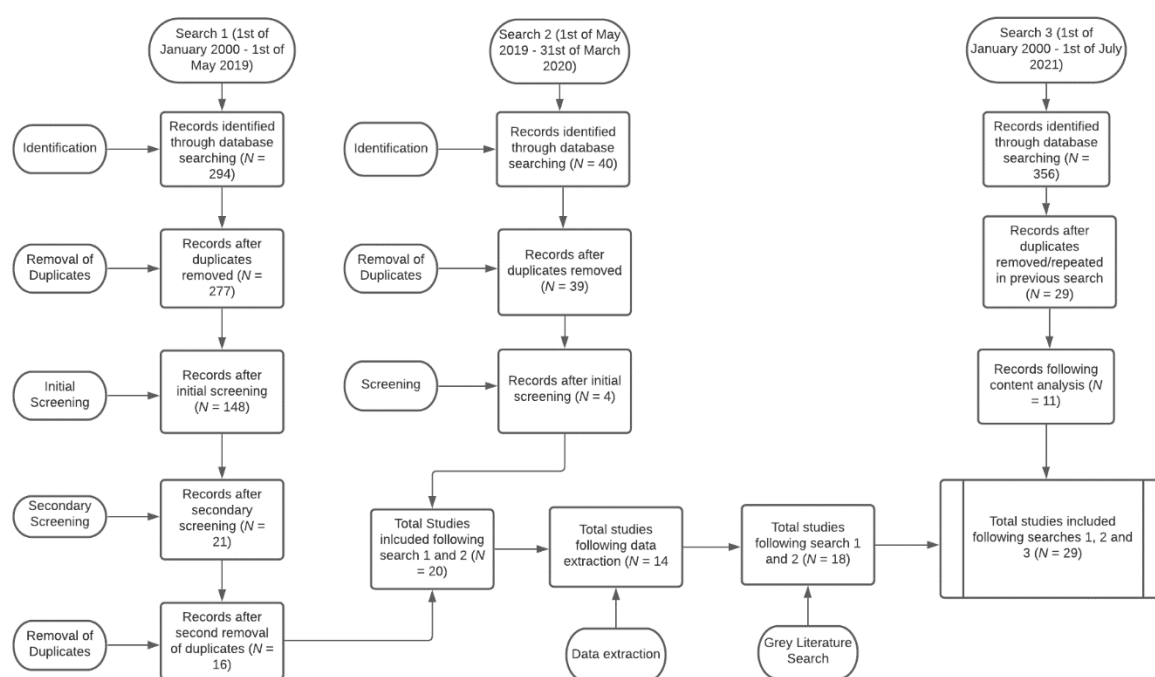 Search 1 (1st of
January 2000 - 1st of
May 2019)
Search 2 (1st of May
2019 - 31st of March
2020)
Search 3 (1st of
January 2000 - 1st of July
2021)
Identification
Records identified
through database
searching (N =
294)
Identification
Records identified
through database
searching (N = 40)
Records identified
through database
searching (N =
356)
Removal of
Duplicates
Records after
duplicates
removed (N =
277)
Removal of
Duplicates
Records after
duplicates removed
(N = 39)
Records after
duplicates
removed/repeated
in previous search
(N = 29)
Initial
Screening
Records after
initial screening
(N = 148)
Screening
Records after initial
screening (N = 4)
Records following
content analysis (N
= 11)
Secondary
Screening
Records after
secondary
screening (N =
21)
Total Studies
inlcuded following
search 1 and 2 (N
= 20)
Total studies
following data
extraction (N = 14
Total studies
following search 1
and 2 (N = 18)
Total studies included
following searches 1, 2 and
3 (N = 29)
Removal of
Duplicates
Records after
second removal
of duplicates (N =
16)
Data extraction
Grey Literature
Search